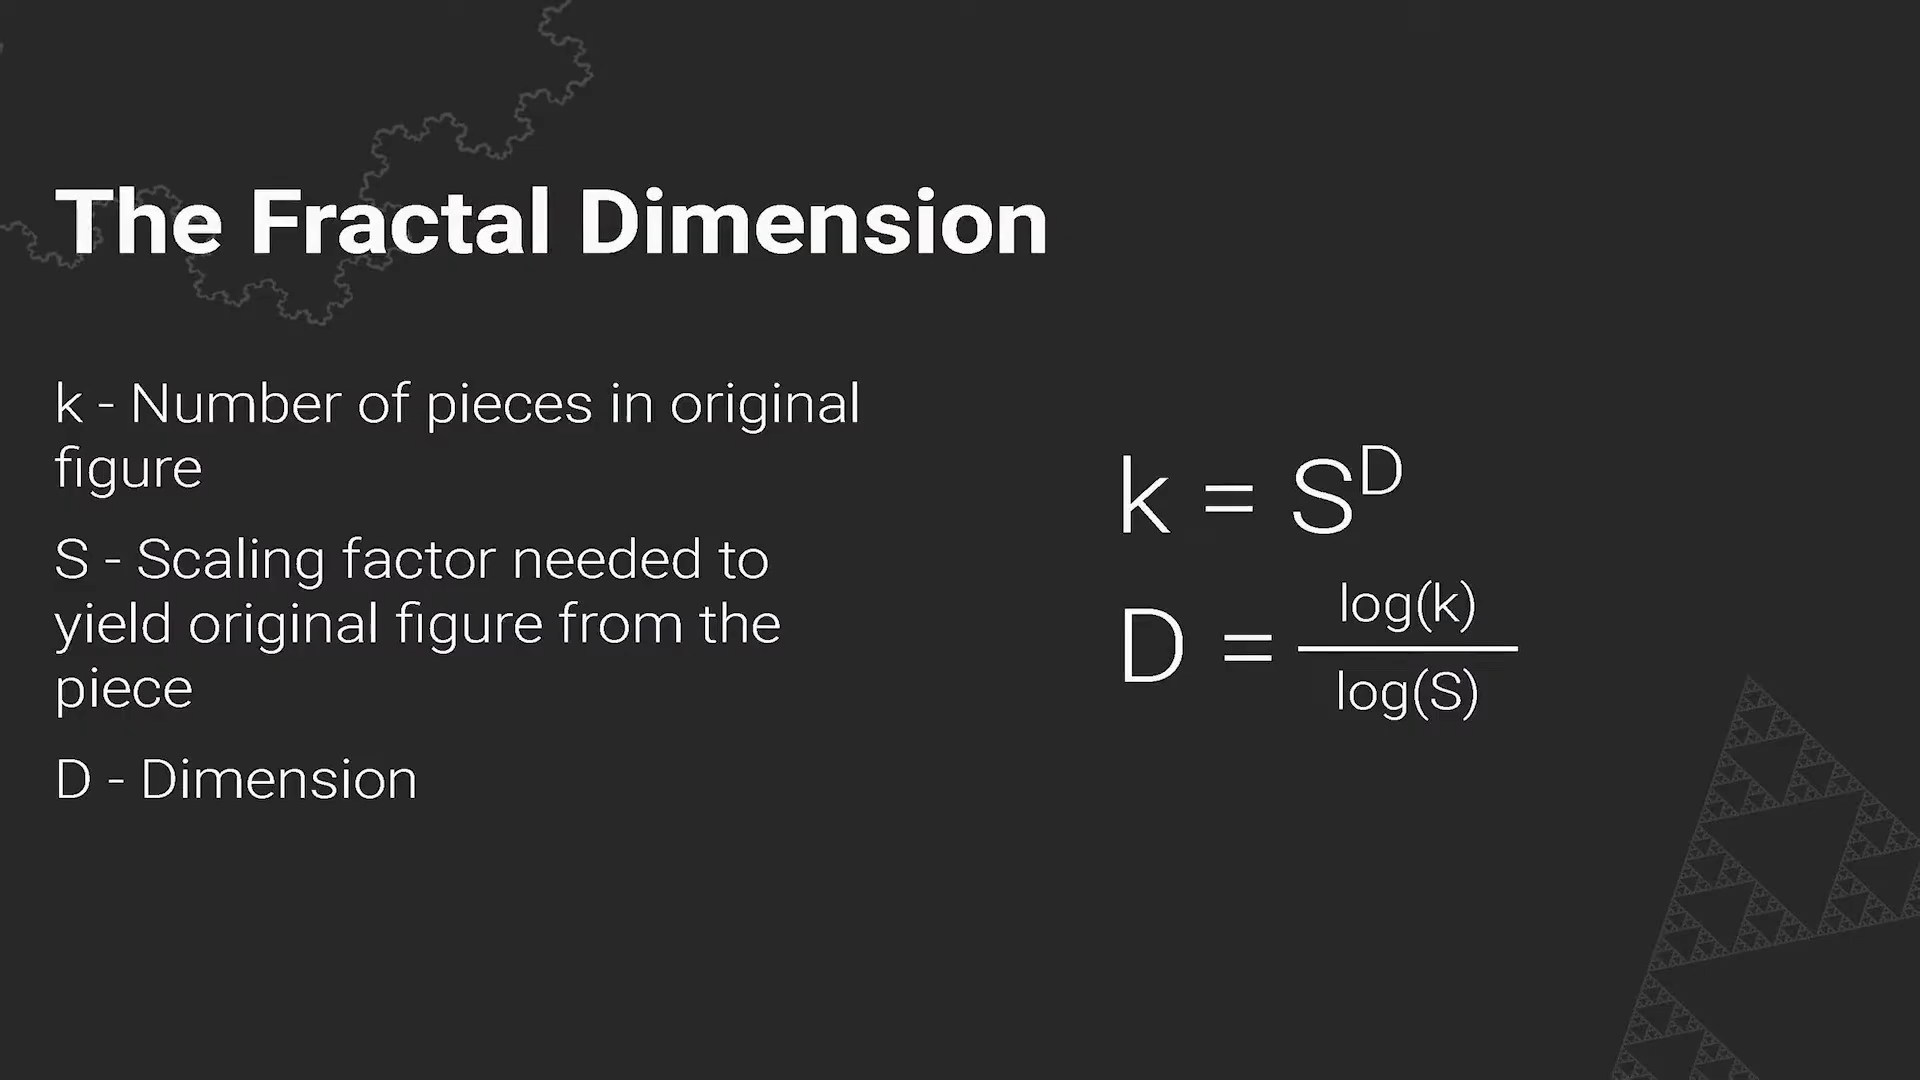 The Fractal Dimension
k - Number of pieces in original
figure
S - Scaling factor needed to
yield original figure from the
piece
D - Dimension
k = S^D
D = log(k) / log(S)